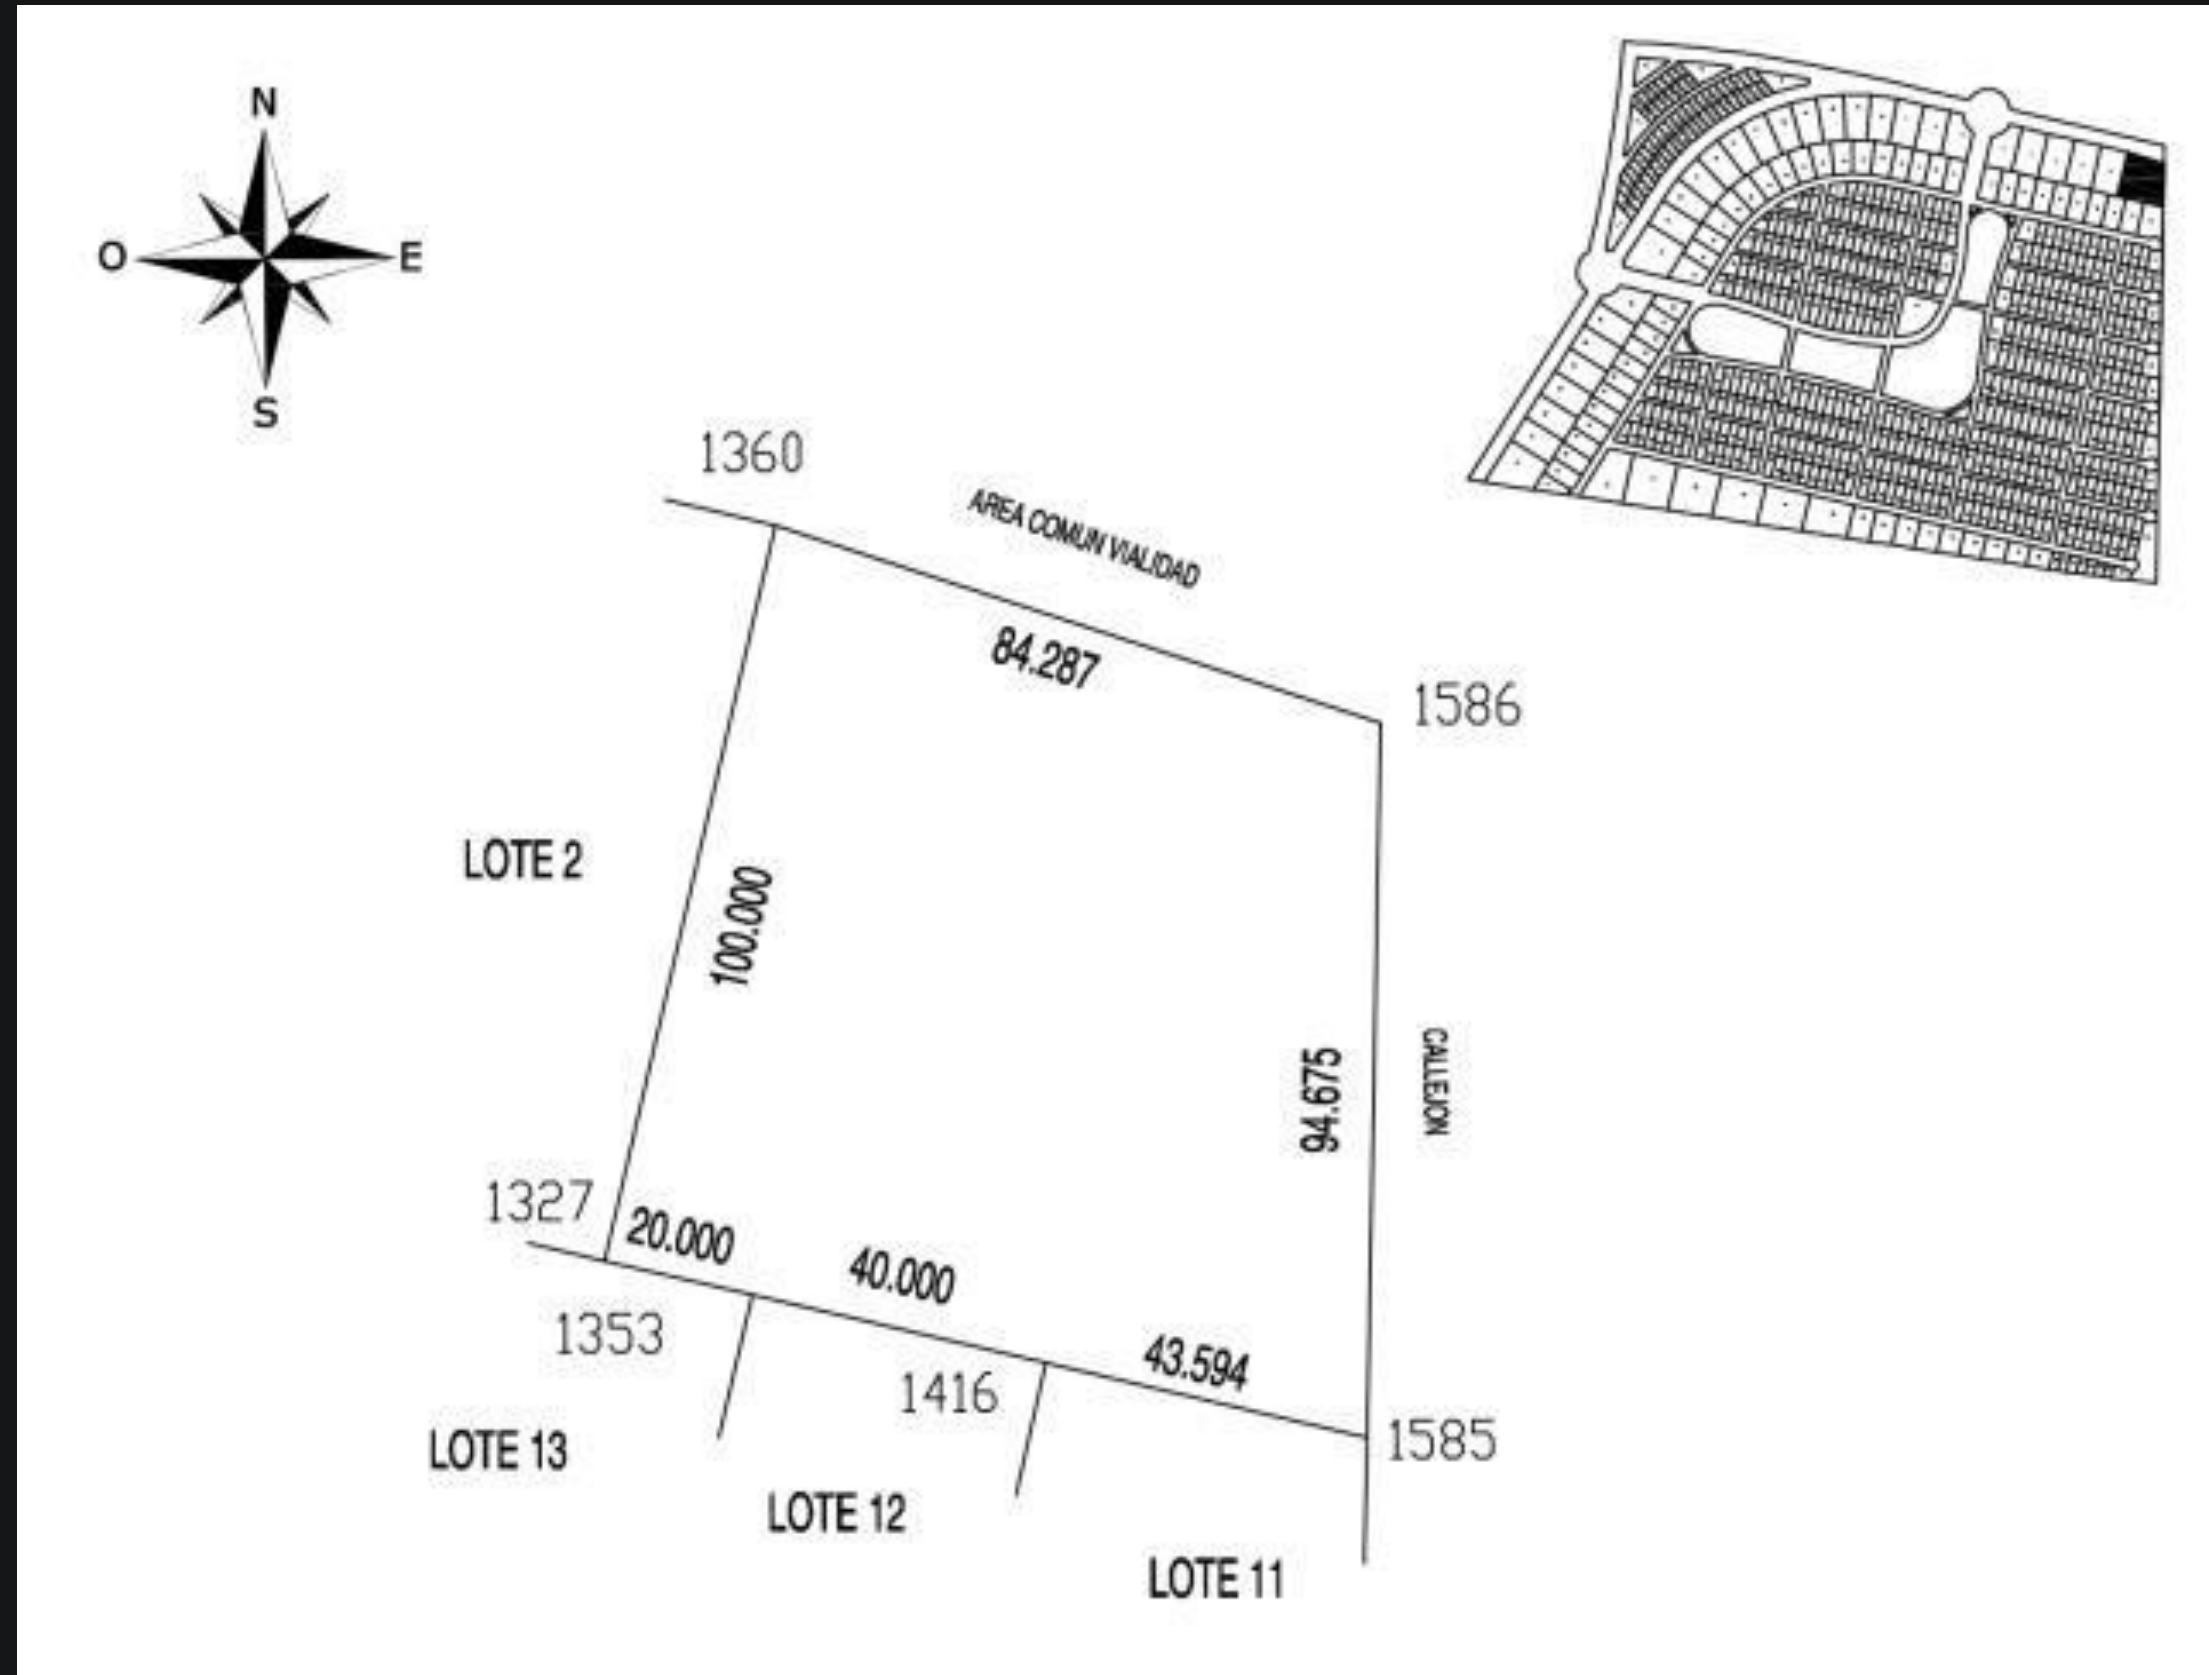 N
O
E
S
1360
AREA COMUN VIALIDAD
84.287
1586
LOTE 2
100.000
94.675
CALLEJON
1327
20.000
40.000
1353
43.594
1416
1585
LOTE 13
LOTE 12
LOTE 11